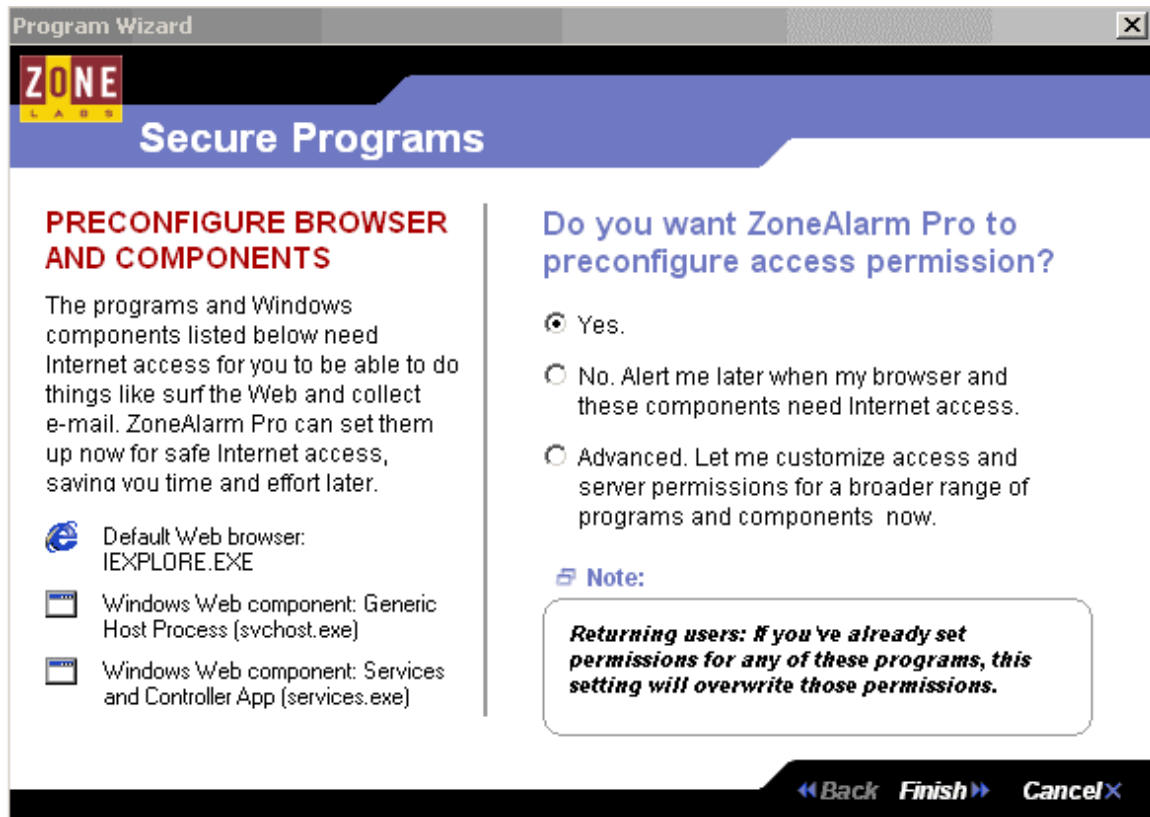 Program Wizard
ZONE
LABS
Secure Programs
PRECONFIGURE BROWSER
AND COMPONENTS
The programs and Windows
components listed below need
Internet access for you to be able to do
things like surf the Web and collect
e-mail. ZoneAlarm Pro can set them
up now for safe Internet access,
saving you time and effort later.
Default Web browser:
IEXPLORE.EXE
Windows Web component: Generic
Host Process (svchost.exe)
Windows Web component: Services
and Controller App (services.exe)
Do you want ZoneAlarm Pro to
preconfigure access permission?
Yes.
No. Alert me later when my browser and
these components need Internet access.
Advanced. Let me customize access and
server permissions for a broader range of
programs and components now.
Note:
Returning users: If you've already set
permissions for any of these programs, this
setting will overwrite those permissions.
Back Finish Cancel